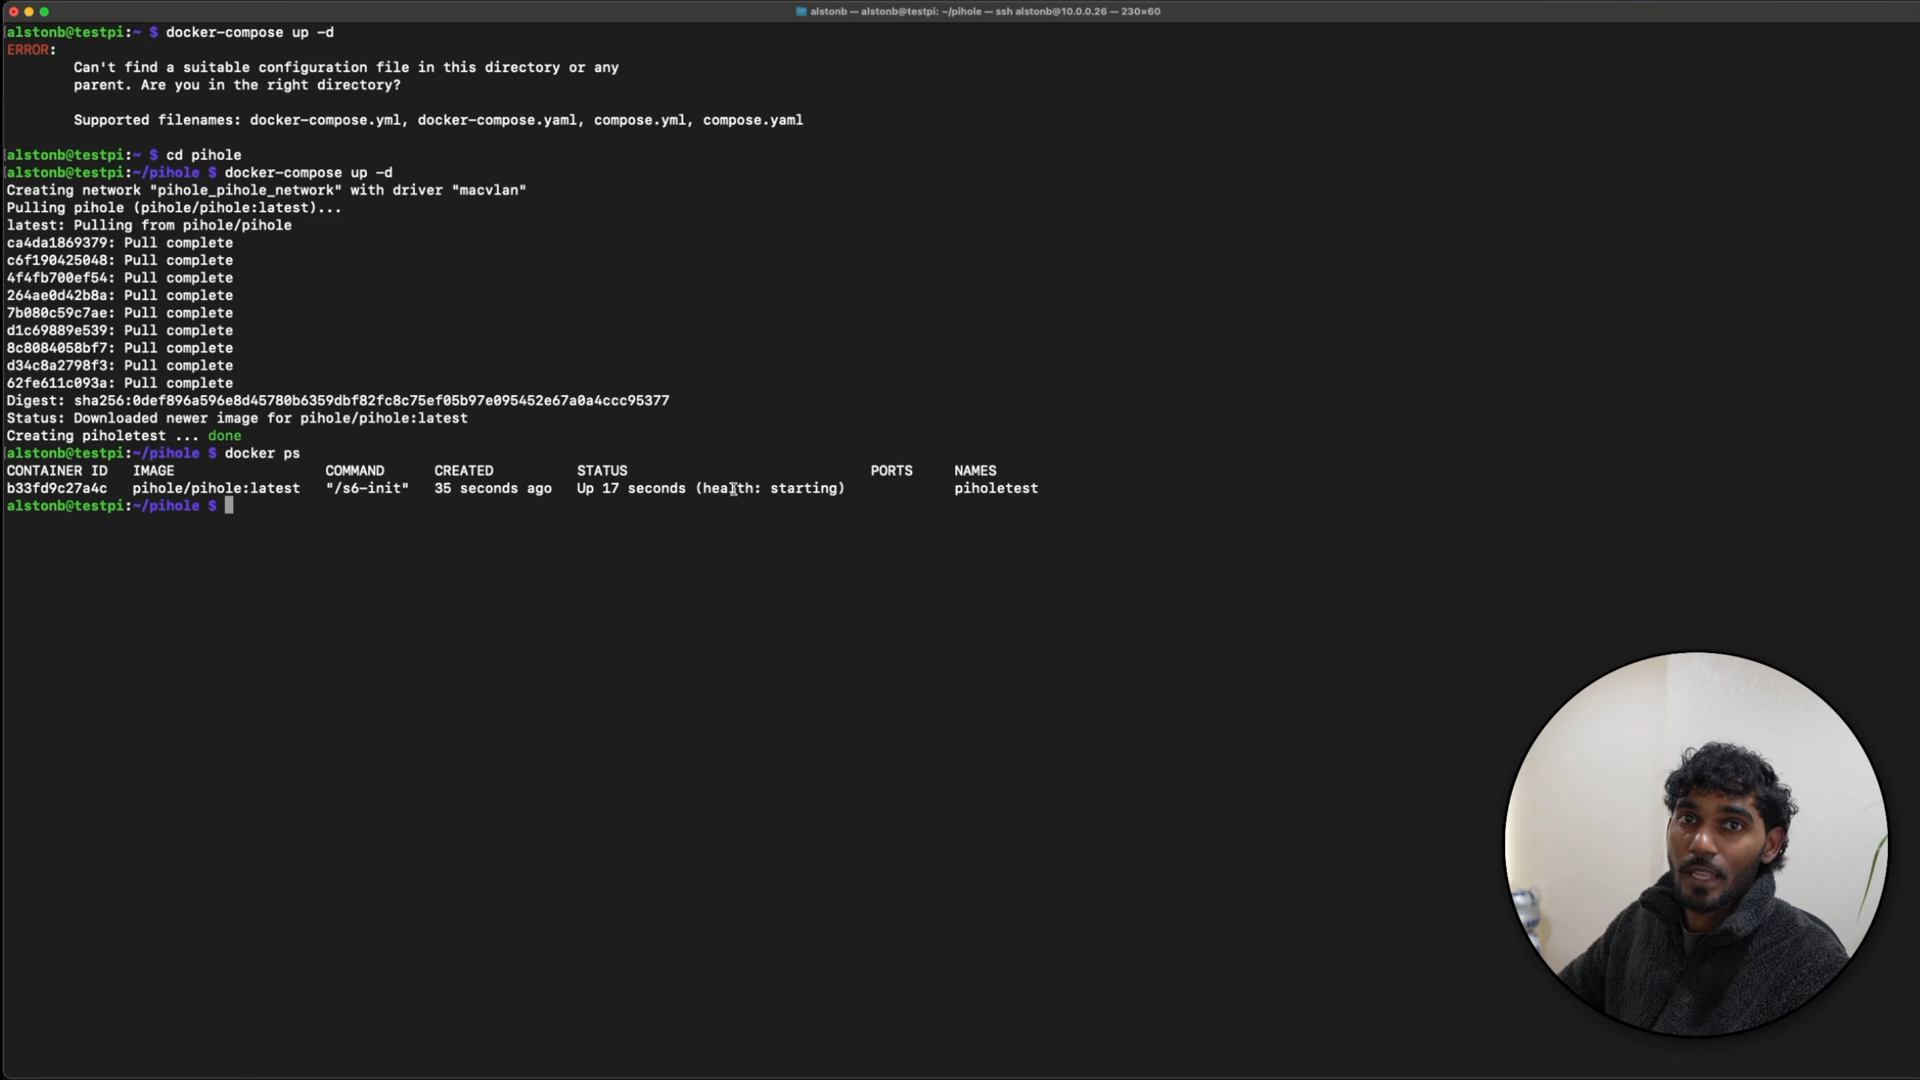 alstonb — alstonb@testpi: ~/pihole — ssh alstonb@10.0.0.26 — 230×60
alstonb@testpi:~ $ docker-compose up -d
ERROR:
        Can't find a suitable configuration file in this directory or any
        parent. Are you in the right directory?
        Supported filenames: docker-compose.yml, docker-compose.yaml, compose.yml, compose.yaml
alstonb@testpi:~ $ cd pihole
alstonb@testpi:~/pihole $ docker-compose up -d
Creating network "pihole_pihole_network" with driver "macvlan"
Pulling pihole (pihole/pihole:latest)...
latest: Pulling from pihole/pihole
ca4da1869379: Pull complete
c6f190425048: Pull complete
4f4fb700ef54: Pull complete
264ae0d42b8a: Pull complete
7b080c59c7ae: Pull complete
d1c69889e539: Pull complete
8c8084058bf7: Pull complete
d34c8a2798f3: Pull complete
62fe611c093a: Pull complete
Digest: sha256:0def896a596e8d45780b6359dbf82fc8c75ef05b97e095452e67a0a4ccc95377
Status: Downloaded newer image for pihole/pihole:latest
Creating piholetest ... done
alstonb@testpi:~/pihole $ docker ps
CONTAINER ID   IMAGE                  COMMAND     CREATED          STATUS                             PORTS     NAMES
b33fd9c27a4c   pihole/pihole:latest   "/s6-init"   35 seconds ago   Up 17 seconds (health: starting)             piholetest
alstonb@testpi:~/pihole $